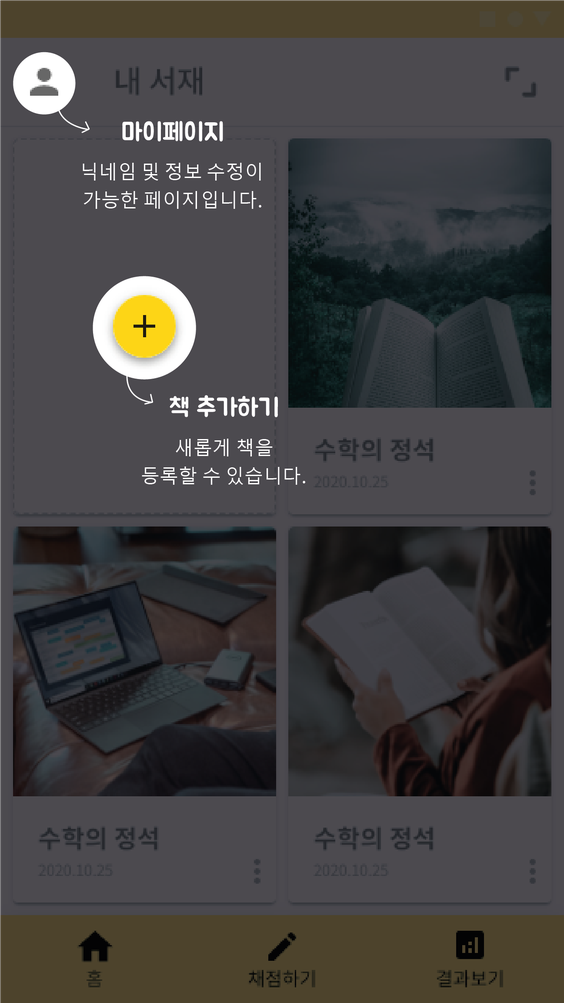 내 서재
마이페이지
닉네임 및 정보 수정이
가능한 페이지입니다.
책 추가하기
새롭게 책을
등록할 수 있습니다.
수학의 정석
2020.10.25
수학의 정석
2020.10.25
수학의 정석
2020.10.25
홈
채점하기
결과보기